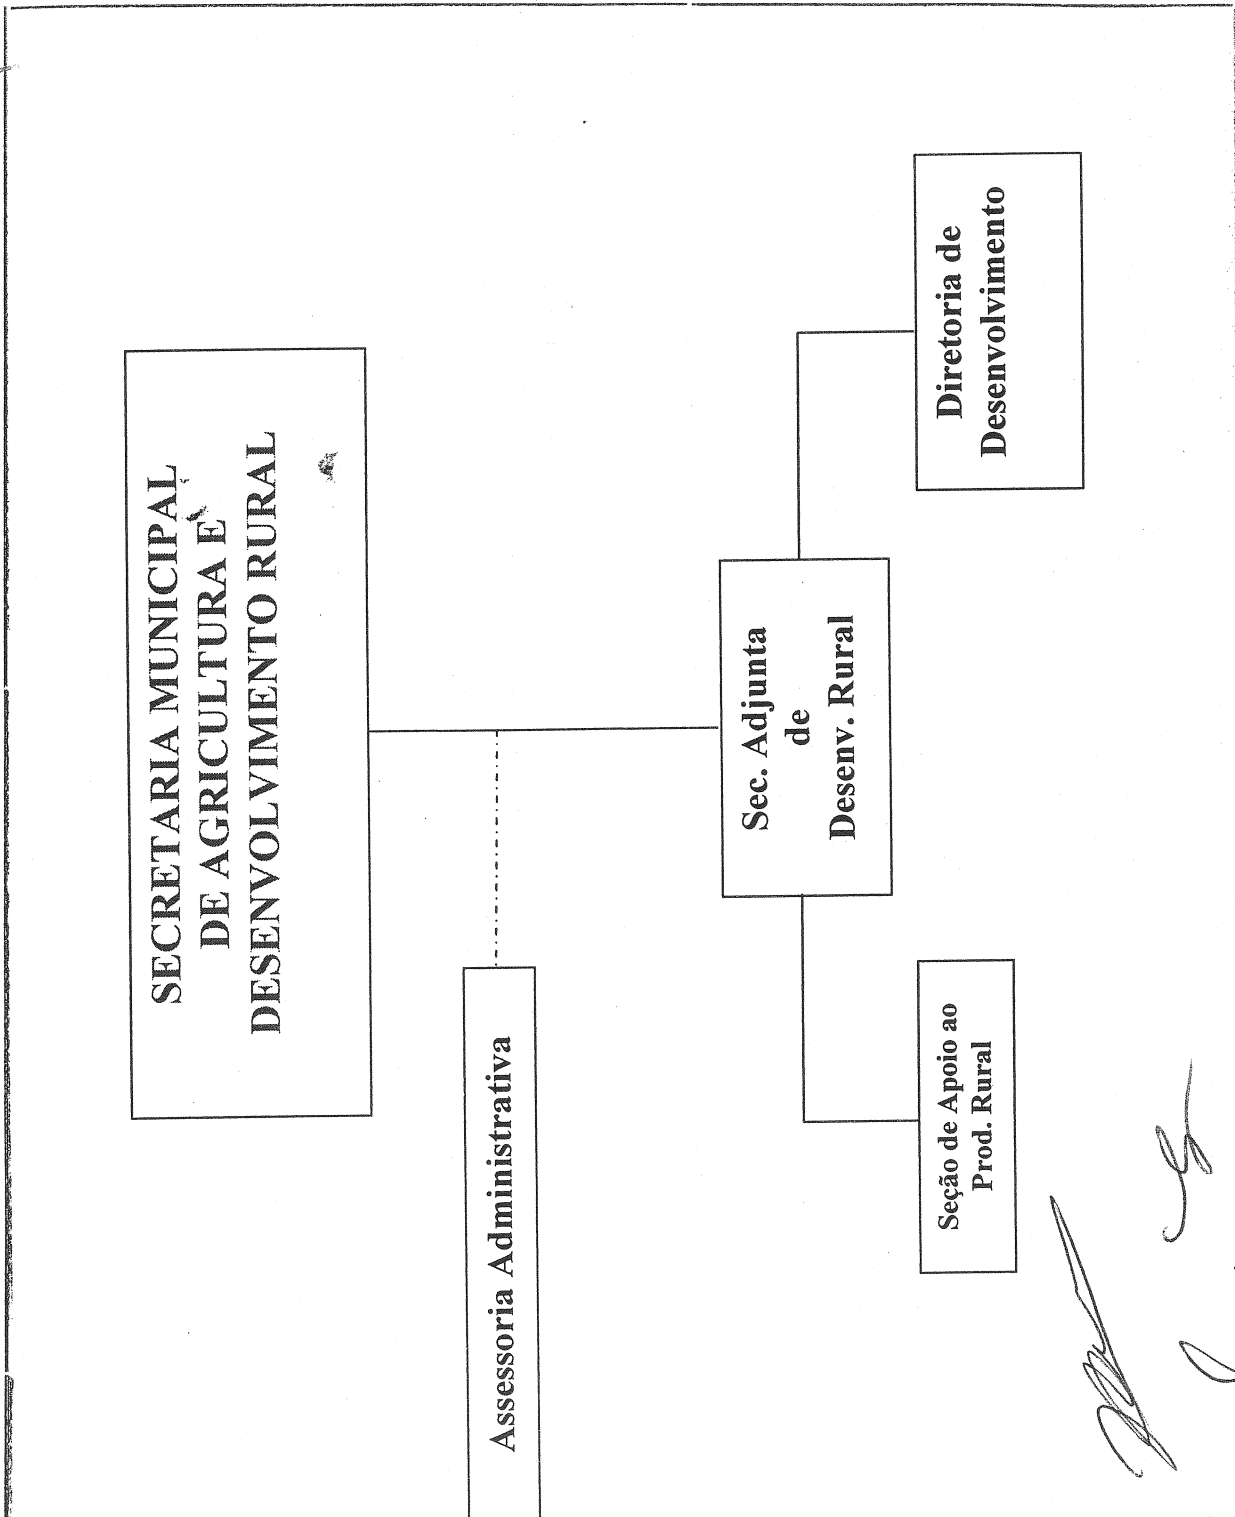 SECRETARIA MUNICIPAL
DE AGRICULTURA E
DESENVOLVIMENTO RURAL
Assessoria Administrativa
Sec. Adjunta
de
Desenv. Rural
Seção de Apoio ao
Prod. Rural
Diretoria de
Desenvolvimento